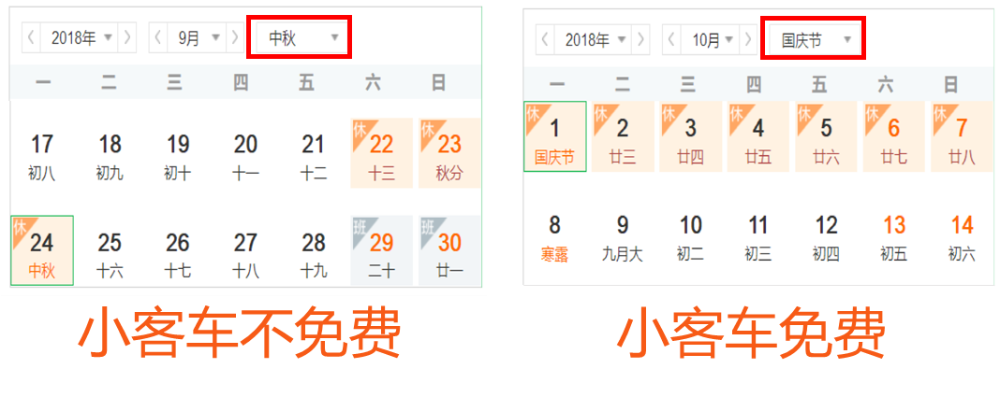 2018年 9月 中秋
一 二 三 四 五 六 日
17 18 19 20 21 休 22 休 23
初八 初九 初十 十一 十二 十三 秋分
休 24 25 26 27 28 班 29 班 30
中秋 十六 十七 十八 十九 二十 廿一
小客车不免费
2018年 10月 国庆节
一 二 三 四 五 六 日
休 1 休 2 休 3 休 4 休 5 休 6 休 7
国庆节 廿三 廿四 廿五 廿六 廿七 廿八
8 9 10 11 12 13 14
寒露 九月大 初二 初三 初四 初五 初六
小客车免费